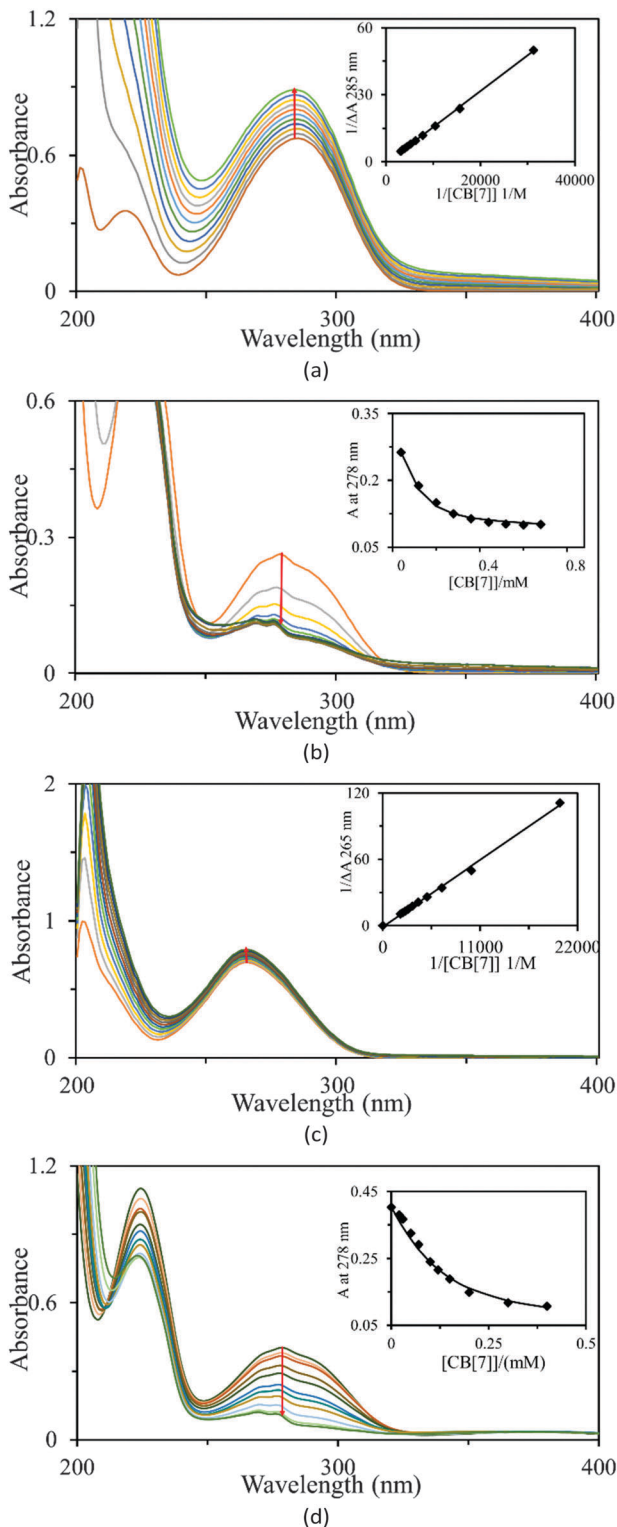 1.2
0.6
0
Absorbance
200
300
400
Wavelength (nm)
60
30
0
1/ΔA 285 nm
0
20000
40000
1/[CB[7]] 1/M
(a)
0.6
0.3
0
Absorbance
200
300
400
Wavelength (nm)
0.35
0.2
0.05
A at 278 nm
0
0.4
0.8
[CB[7]]/mM
(b)
2
1
0
Absorbance
200
300
400
Wavelength (nm)
120
60
0
1/ΔA 265 nm
0
11000
22000
1/[CB[7]] 1/M
(c)
1.2
0.6
0
Absorbance
200
300
400
Wavelength (nm)
0.45
0.25
0.05
A at 278 nm
0
0.25
0.5
[CB[7]]/(mM)
(d)